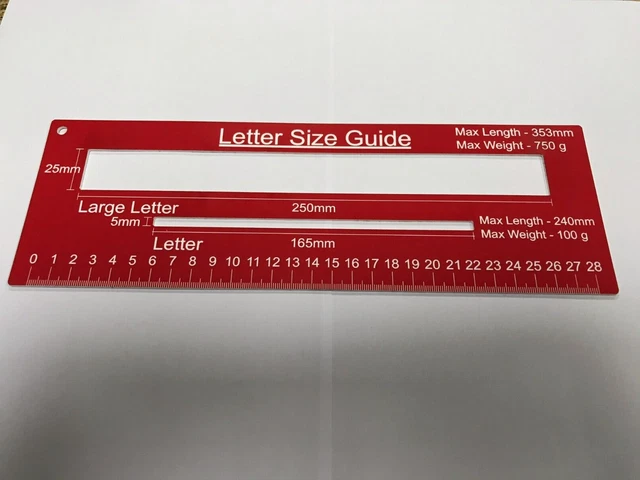 Letter Size Guide
Max Length - 353mm
Max Weight - 750 g
25mm
Large Letter
250mm
5mm
Max Length - 240mm
Max Weight - 100 g
Letter
165mm
0 1 2 3 4 5 6 7 8 9 10 11 12 13 14 15 16 17 18 19 20 21 22 23 24 25 26 27 28